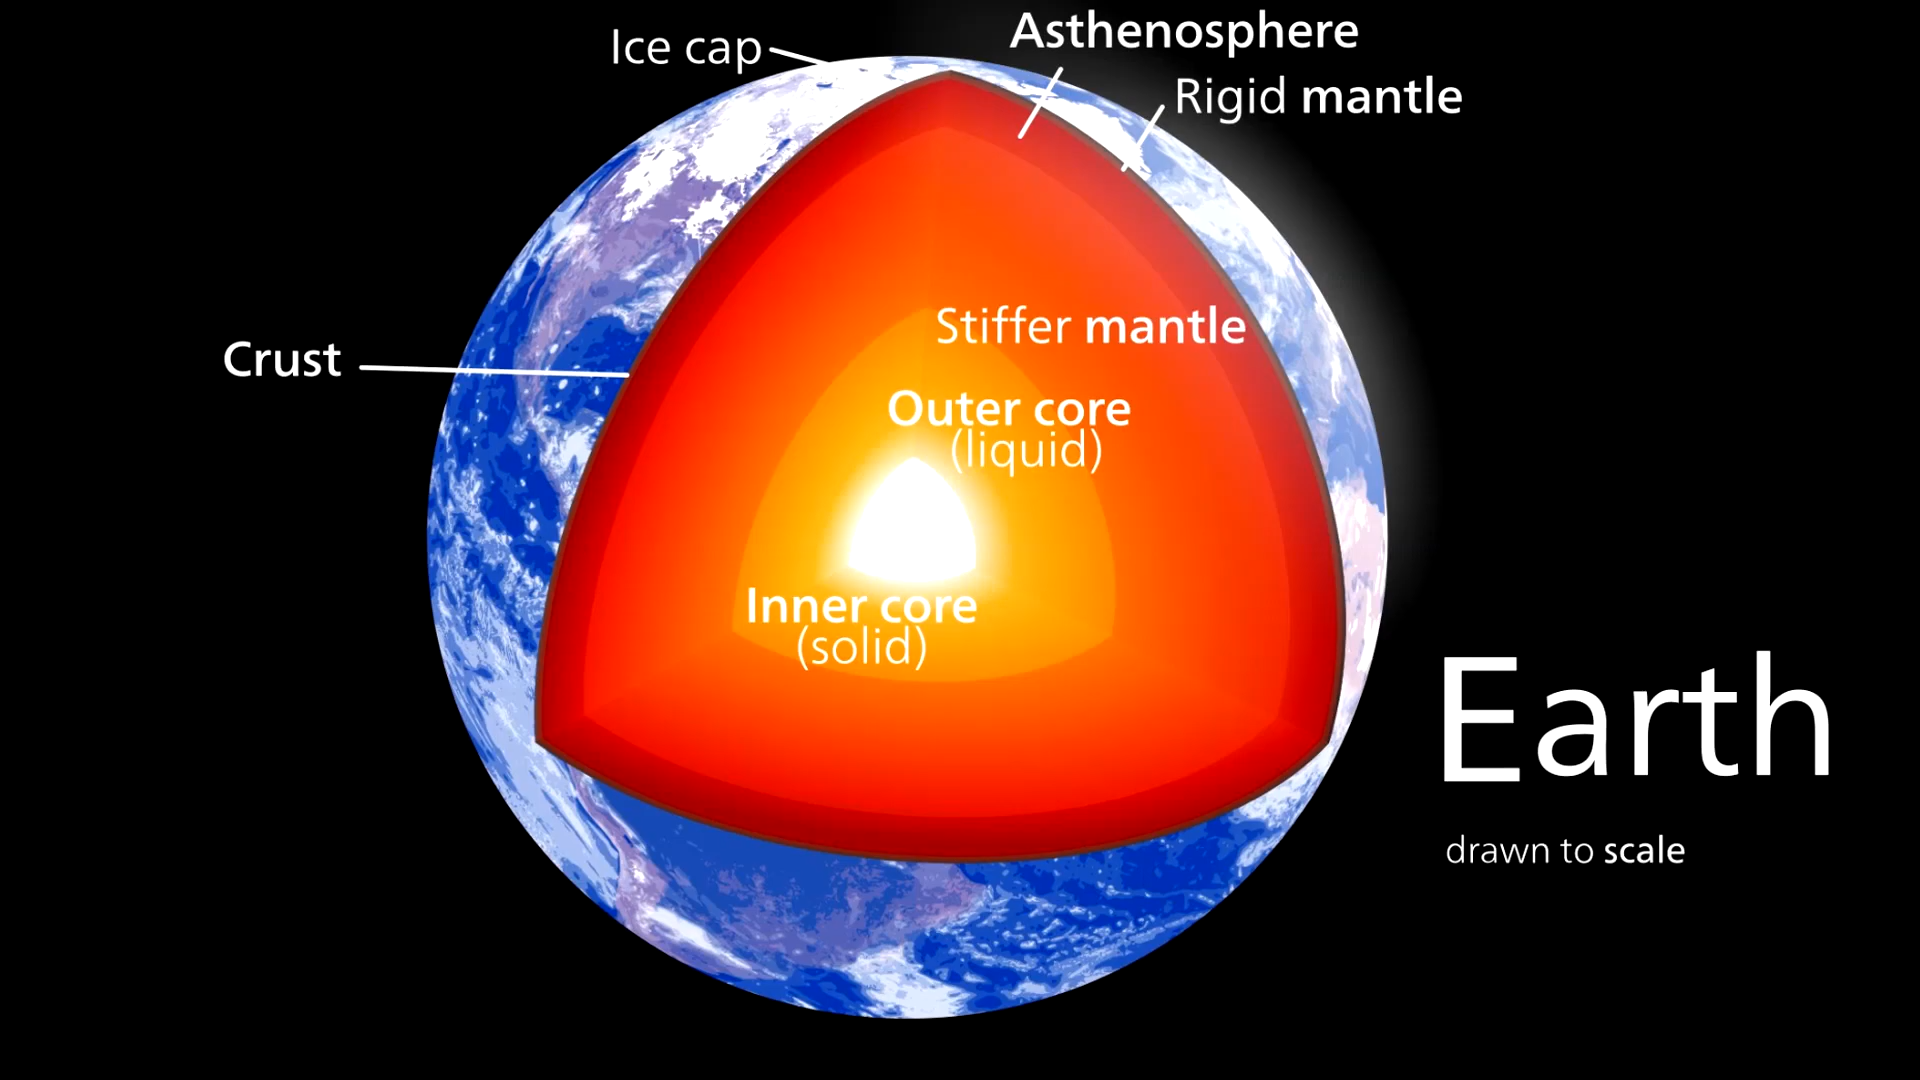 Ice cap
Asthenosphere
Rigid mantle
Crust
Stiffer mantle
Outer core
(liquid)
Inner core
(solid)
Earth
drawn to scale